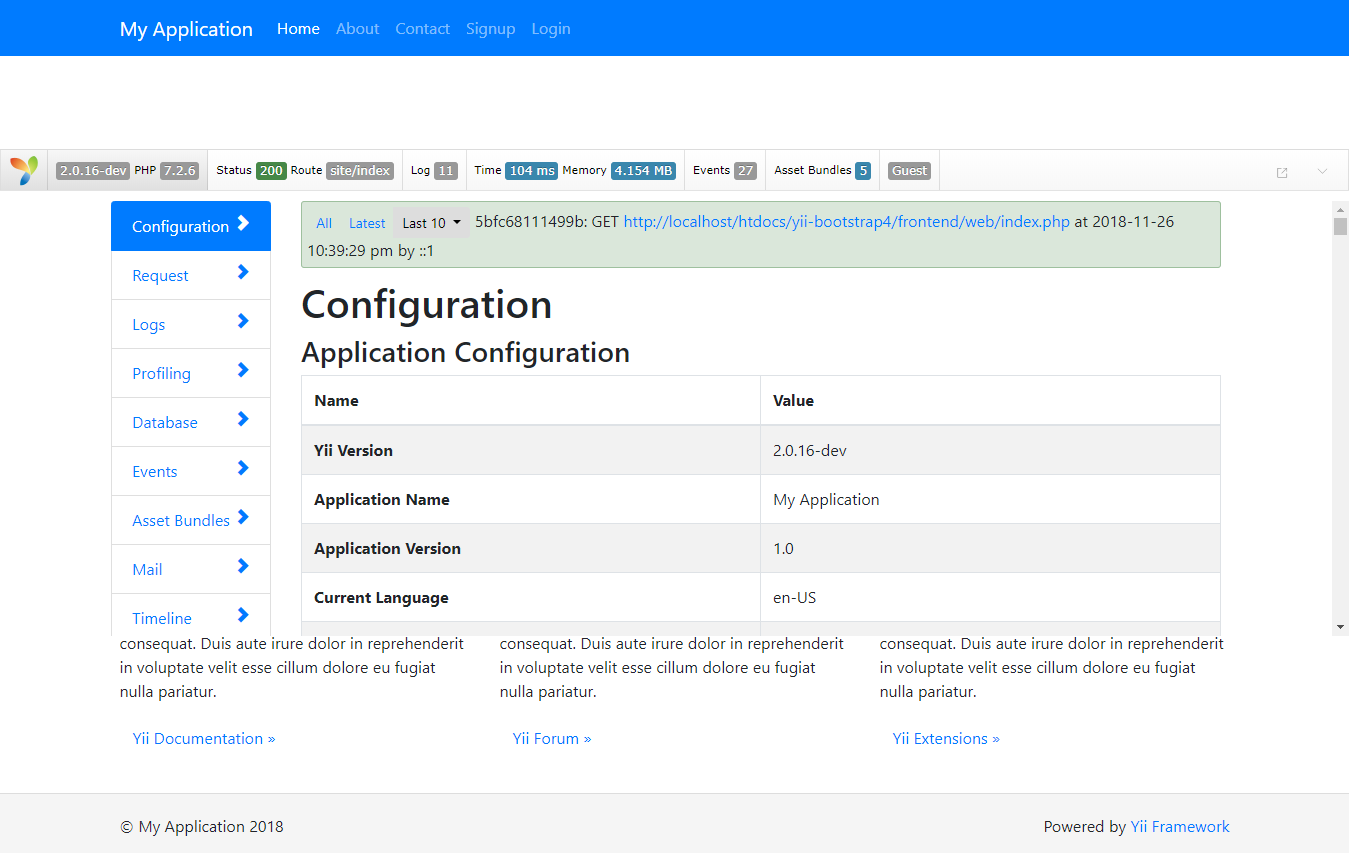 My Application Home About Contact Signup Login
2.0.16-dev PHP 7.2.6 Status 200 Route site/index Log 11 Time 104 ms Memory 4.154 MB Events 27 Asset Bundles 5 Guest
Configuration
Request
Logs
Profiling
Database
Events
Asset Bundles
Mail
Timeline
All Latest Last 10 5bfc68111499b: GET http://localhost/htdocs/yii-bootstrap4/frontend/web/index.php at 2018-11-26
10:39:29 pm by ::1
Configuration
Application Configuration
Name Value
Yii Version 2.0.16-dev
Application Name My Application
Application Version 1.0
Current Language en-US
consequat. Duis aute irure dolor in reprehenderit
in voluptate velit esse cillum dolore eu fugiat
nulla pariatur.
Yii Documentation »
consequat. Duis aute irure dolor in reprehenderit
in voluptate velit esse cillum dolore eu fugiat
nulla pariatur.
Yii Forum »
consequat. Duis aute irure dolor in reprehenderit
in voluptate velit esse cillum dolore eu fugiat
nulla pariatur.
Yii Extensions »
© My Application 2018 Powered by Yii Framework